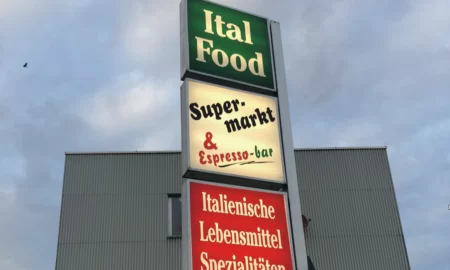 Ital
Food
Super-
markt
&
Espresso-bar
Italienische
Lebensmittel
Spezialitäten